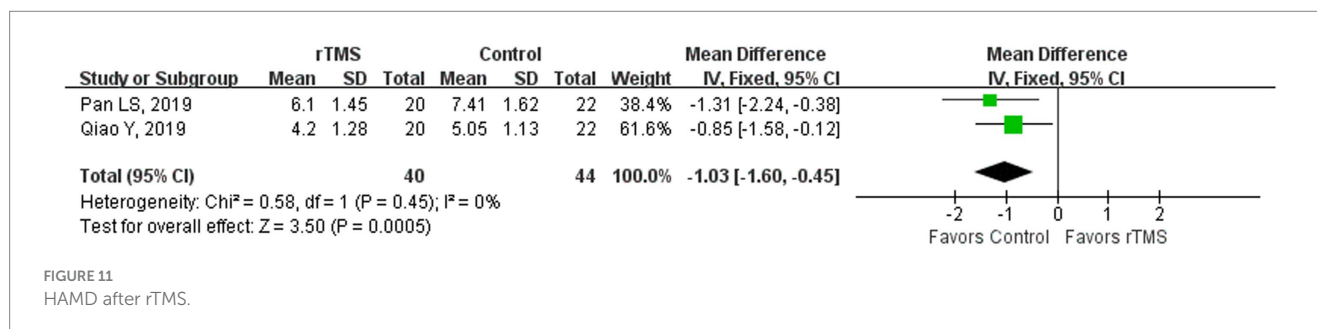 rTMS Control Mean Difference Mean Difference
Study or Subgroup Mean SD Total Mean SD Total Weight IV, Fixed, 95% CI IV, Fixed, 95% CI
Pan LS, 2019 6.1 1.45 20 7.41 1.62 22 38.4% -1.31 [-2.24, -0.38]
Qiao Y, 2019 4.2 1.28 20 5.05 1.13 22 61.6% -0.85 [-1.58, -0.12]
Total (95% CI) 40 44 100.0% -1.03 [-1.60, -0.45]
Heterogeneity: Chi² = 0.58, df = 1 (P = 0.45); I² = 0%
Test for overall effect: Z = 3.50 (P = 0.0005)
-2 -1 0 1 2
Favors Control Favors rTMS
FIGURE 11
HAMD after rTMS.